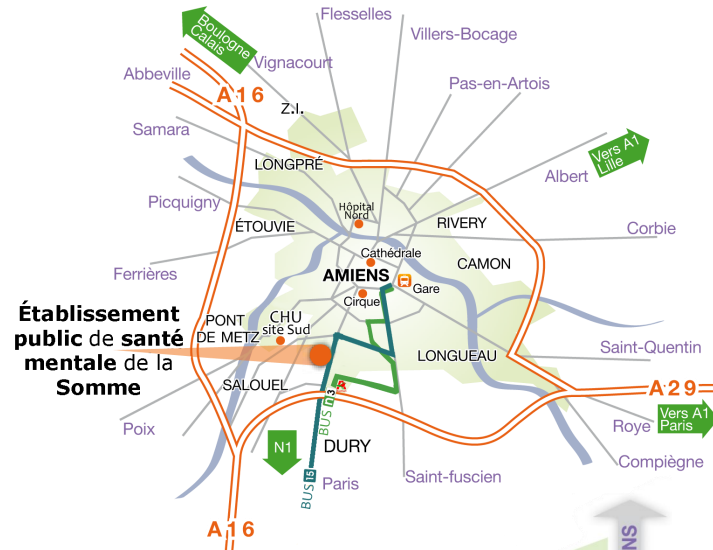 Flesselles
Boulogne
Calais
Villers-Bocage
Vignacourt
Abbeville
Pas-en-Artois
A16
Z.I.
Samara
Vers A1
Lille
LONGPRÉ
Albert
Picquigny
Hôpital
Nord
RIVERY
ÉTOUVIE
Corbie
Cathédrale
CAMON
Ferrières
AMIENS
Gare
Cirque
Établissement
public de santé
mentale de la
Somme
PONT
DE METZ
CHU
site Sud
Saint-Quentin
LONGUEAU
SALOUEL
A29
BUS n3
Poix
Roye
Vers A1
Paris
N1
DURY
Compiègne
BUS 15
Paris
Saint-fuscien
A16